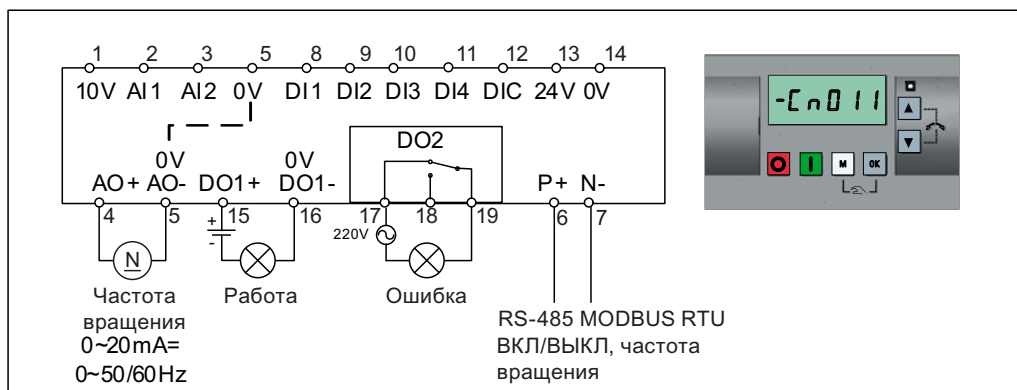 1 2 3 5 8 9 10 11 12 13 14
10V AI1 AI2 0V DI1 DI2 DI3 DI4 DIC 24V 0V
DO2
0V 0V
AO+ AO- DO1+ DO1- P+ N-
4 5 15 16 17 18 19 6 7
+
-
220V
N
Частота вращения
0~20mA=
0~50/60Hz
Работа
Ошибка
RS-485 MODBUS RTU
ВКЛ/ВЫКЛ, частота
вращения
-Cn011
M OK